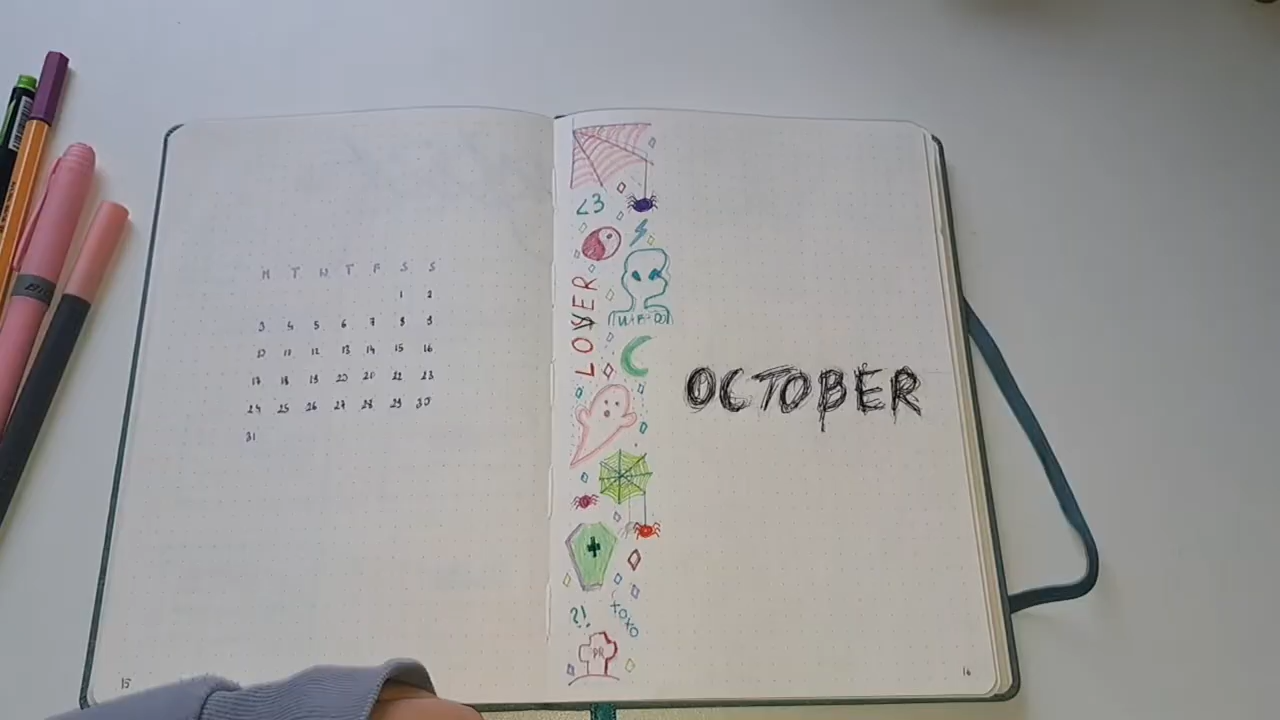 M T W T F S S
1 2
3 4 5 6 7 8 9
10 11 12 13 14 15 16
17 18 19 20 20 22 23
24 25 26 27 28 29 30
31
15
<3
LOVER
OCTOBER
?!
XOXO
16